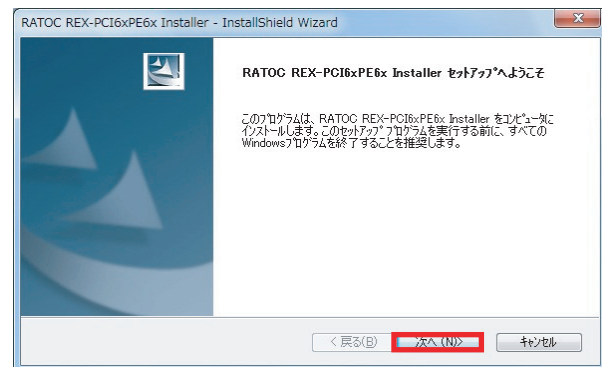 RATOC REX-PCI6xPE6x Installer - InstallShield Wizard
RATOC REX-PCI6xPE6x Installer ｾｯﾄｱｯﾌﾟへようこそ
このﾌﾟﾛｸﾞﾗﾑは、RATOC REX-PCI6xPE6x Installer をｺﾝﾋﾟｭｰﾀに
ｲﾝｽﾄｰﾙします。このｾｯﾄｱｯﾌﾟ ﾌﾟﾛｸﾞﾗﾑを実行する前に、すべての
Windowsﾌﾟﾛｸﾞﾗﾑを終了することを推奨します。
< 戻る(B)
次へ (N)>
ｷｬﾝｾﾙ